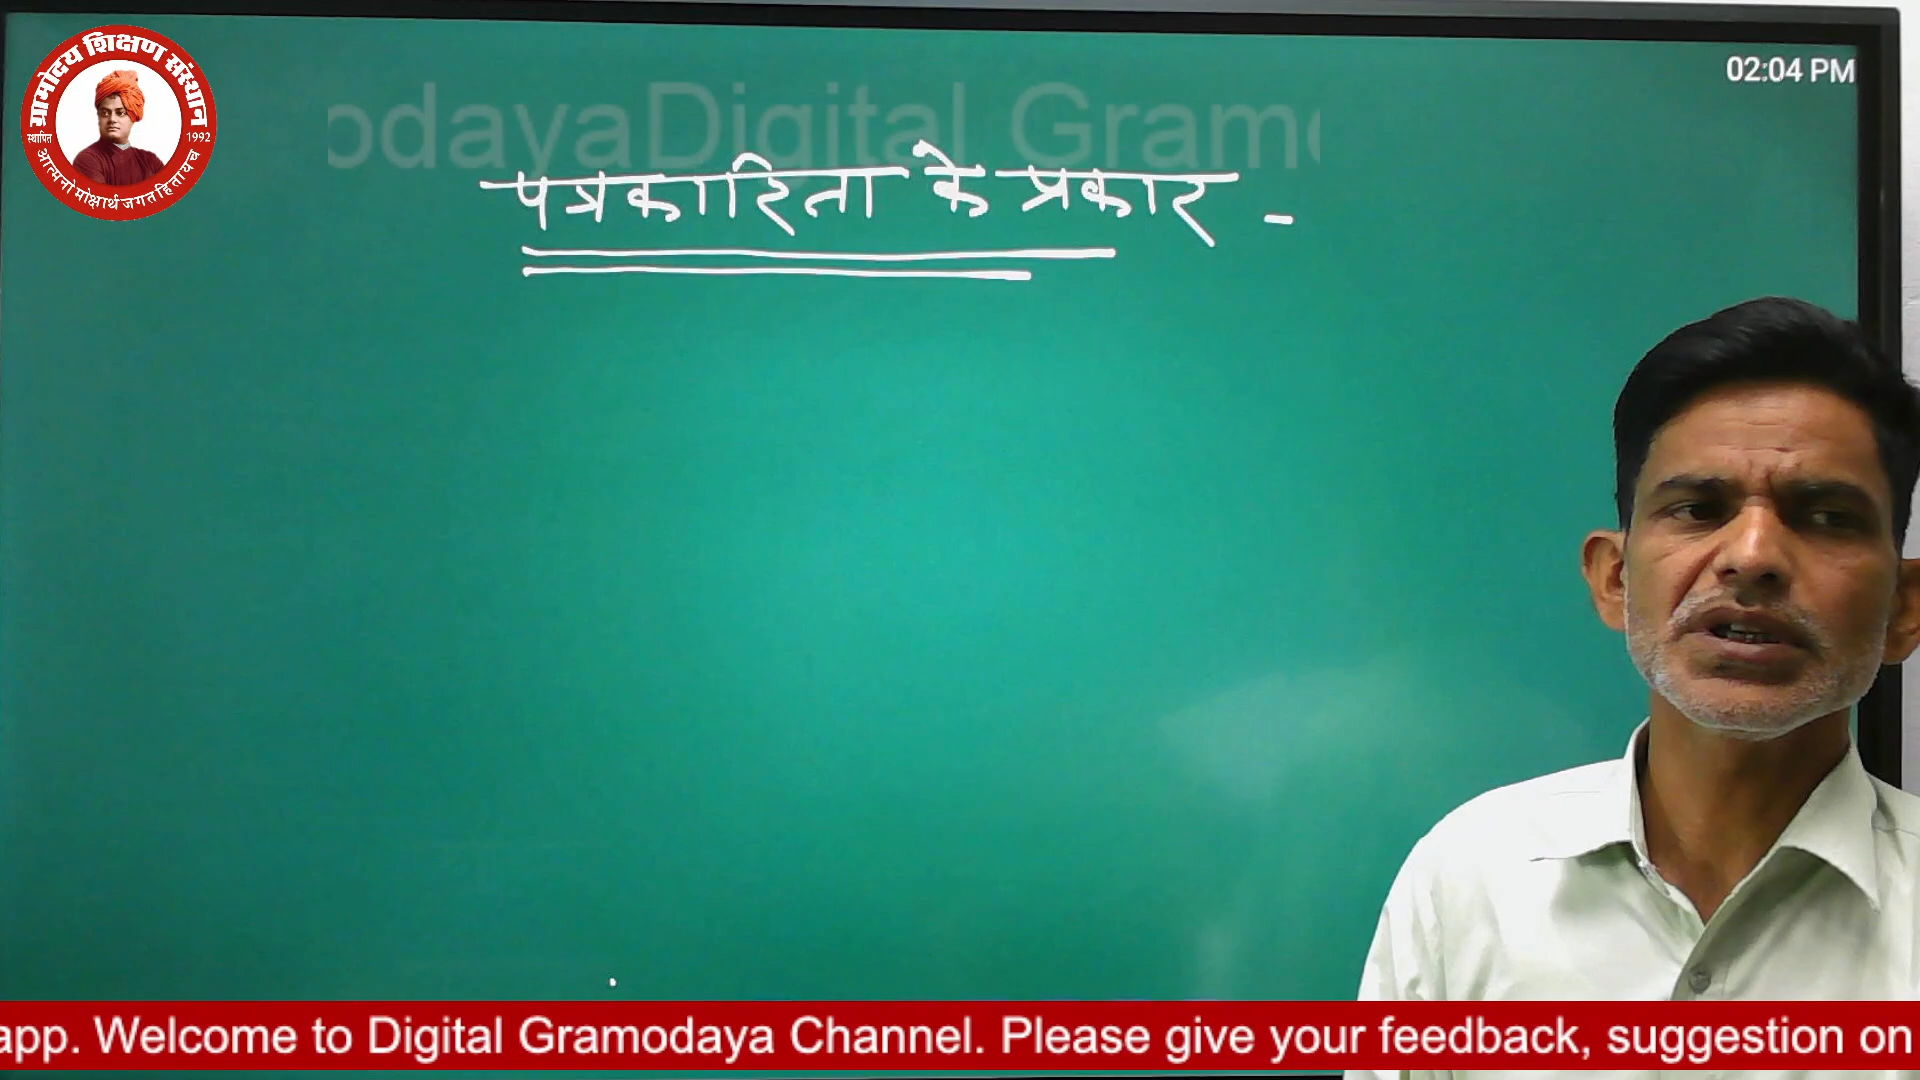 ग्रामोदय शिक्षण संस्थान
स्थापित 1992
आत्मनो मोक्षार्थ जगत हिताय च
02:04 PM
odayaDigital Gramo
पत्रकारिता के प्रकार -
app. Welcome to Digital Gramodaya Channel. Please give your feedback, suggestion on